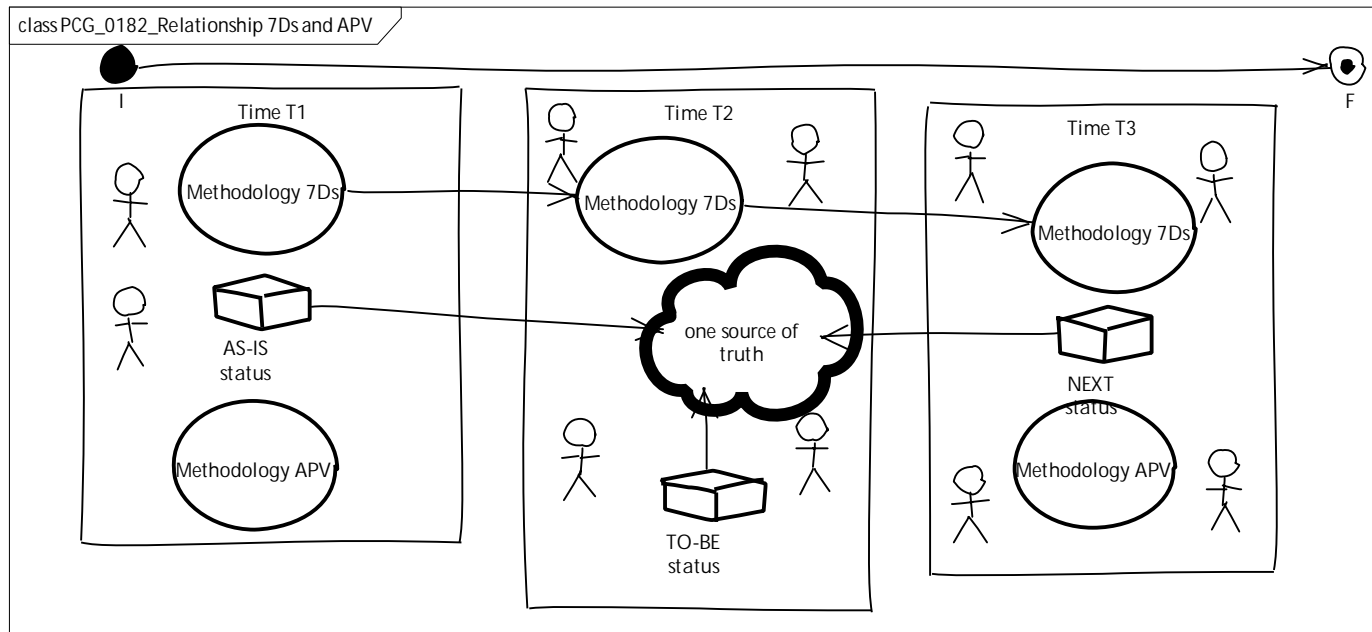 class PCG_0182_Relationship 7Ds and APV
I
F
Time T1
Methodology 7Ds
AS-IS
status
Methodology APV
Time T2
Methodology 7Ds
one source of
truth
TO-BE
status
Time T3
Methodology 7Ds
NEXT
status
Methodology APV